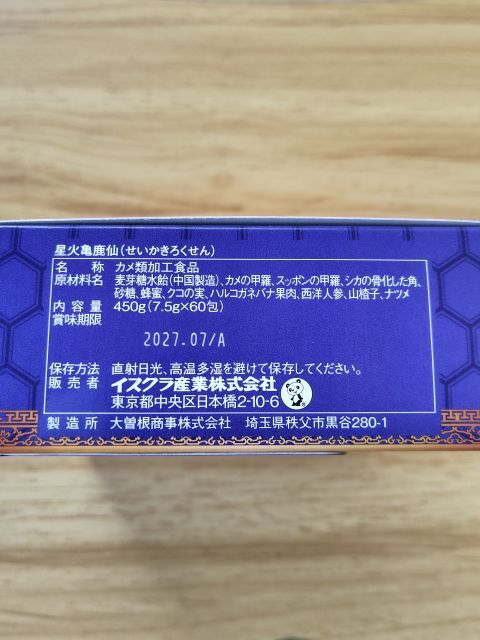 星火亀鹿仙(せいかきろくせん)
名称 カメ類加工食品
原材料名 麦芽糖水飴(中国製造)、カメの甲羅、スッポンの甲羅、シカの骨化した角、
砂糖、蜂蜜、クコの実、ハルコガネバナ果肉、西洋人参、山楂子、ナツメ
内容量 450g(7.5g×60包)
賞味期限
2027.07/A
保存方法 直射日光、高温多湿を避けて保存してください。
販売者 イスクラ産業株式会社
東京都中央区日本橋2-10-6
製造所 大曽根商事株式会社 埼玉県秩父市黒谷280-1